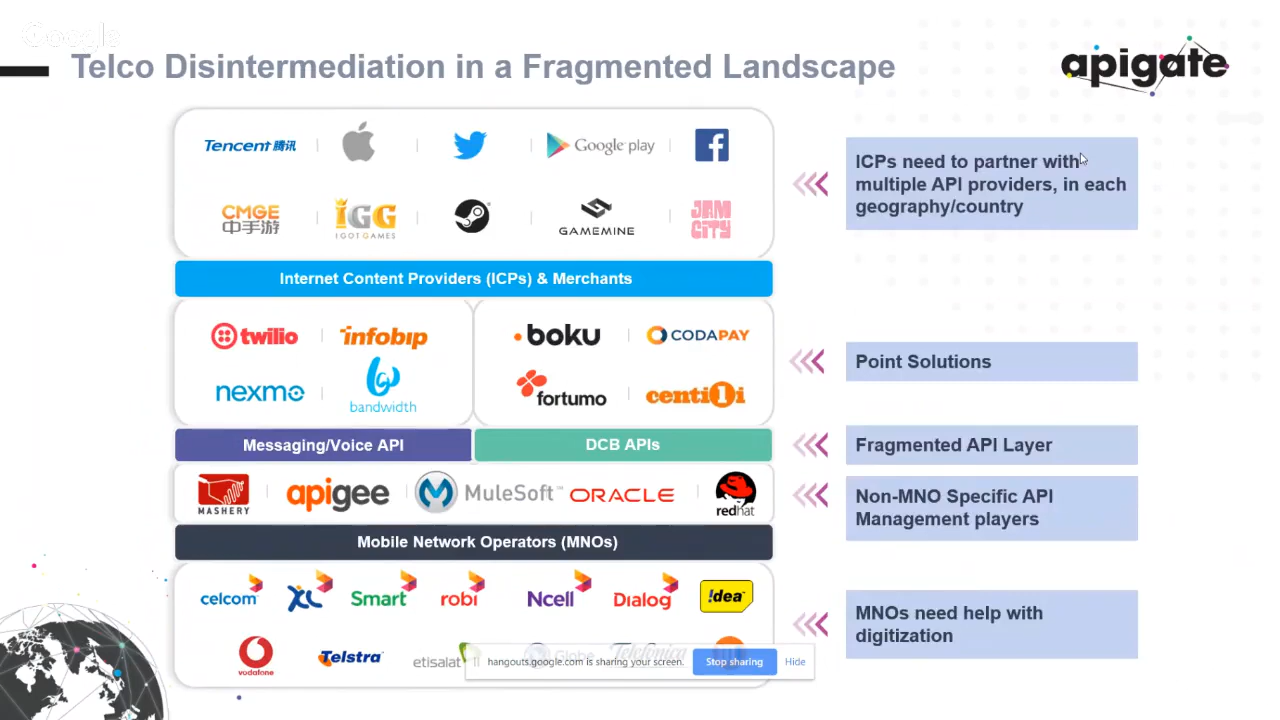 Google
Telco Disintermediation in a Fragmented Landscape
apigate
Tencent 腾讯
Google play
CMGE
中手游
IGG
I GOT GAMES
GAMEMINE
JAM
CITY
ICPs need to partner with
multiple API providers, in each
geography/country
Internet Content Providers (ICPs) & Merchants
twilio
infobip
boku
CODAPAY
nexmo
bandwidth
fortumo
centili
Point Solutions
Messaging/Voice API
DCB APIs
Fragmented API Layer
MASHERY
apigee
MuleSoft™
ORACLE
redhat
Non-MNO Specific API
Management players
Mobile Network Operators (MNOs)
celcom
XL
Smart
robi
Ncell
Dialog
!dea
MNOs need help with
digitization
vodafone
Telstra
etisalat
Globe
Telefonica
hangouts.google.com is sharing your screen.
Stop sharing
Hide